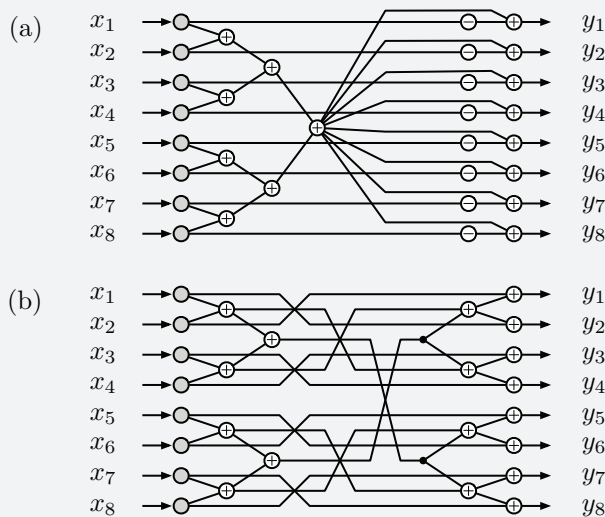 (a)
x₁ − + y₁
+
x₂ − + y₂
+
x₃ − + y₃
+
x₄ − + y₄
+
x₅ − + y₅
+
x₆ − + y₆
+
x₇ − + y₇
+
x₈ − + y₈
(b)
x₁ + y₁
+ +
x₂ + y₂
+
x₃ + y₃
+ +
x₄ + y₄
x₅ + y₅
+ +
x₆ + y₆
+
x₇ + y₇
+ +
x₈ + y₈